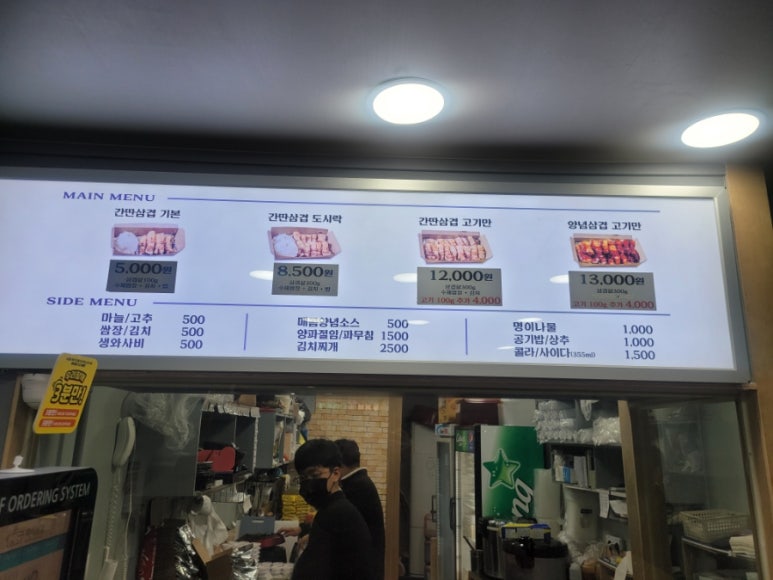 MAIN MENU
간딴삼겹 기본
간딴삼겹 도시락
간딴삼겹 고기만
양념삼겹 고기만
5,000원
8,500원
12,000원
13,000원
고기 100g 추가 4,000
고기 100g 추가 4,000
SIDE MENU
마늘/고추 500
쌈장/김치 500
생와사비 500
매콤양념소스 500
양파절임/파무침 1500
김치찌개 2500
명이나물 1,000
공기밥/상추 1,000
콜라/사이다(355ml) 1,500
3분만!
F ORDERING SYSTEM